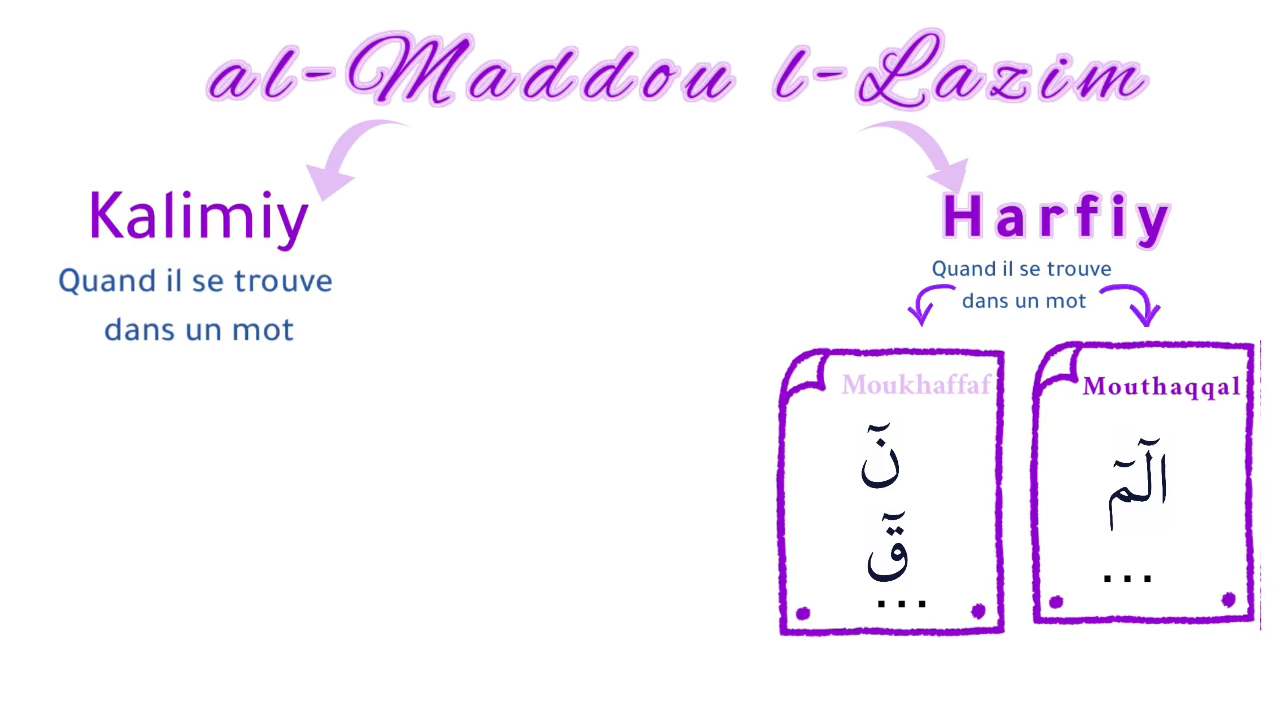 al-Maddou l-Lazim
Kalimiy
Quand il se trouve
dans un mot
Harfiy
Quand il se trouve
dans un mot
Moukhaffaf
نٓ
قٓ
...
Mouthaqqal
الٓمٓ
...